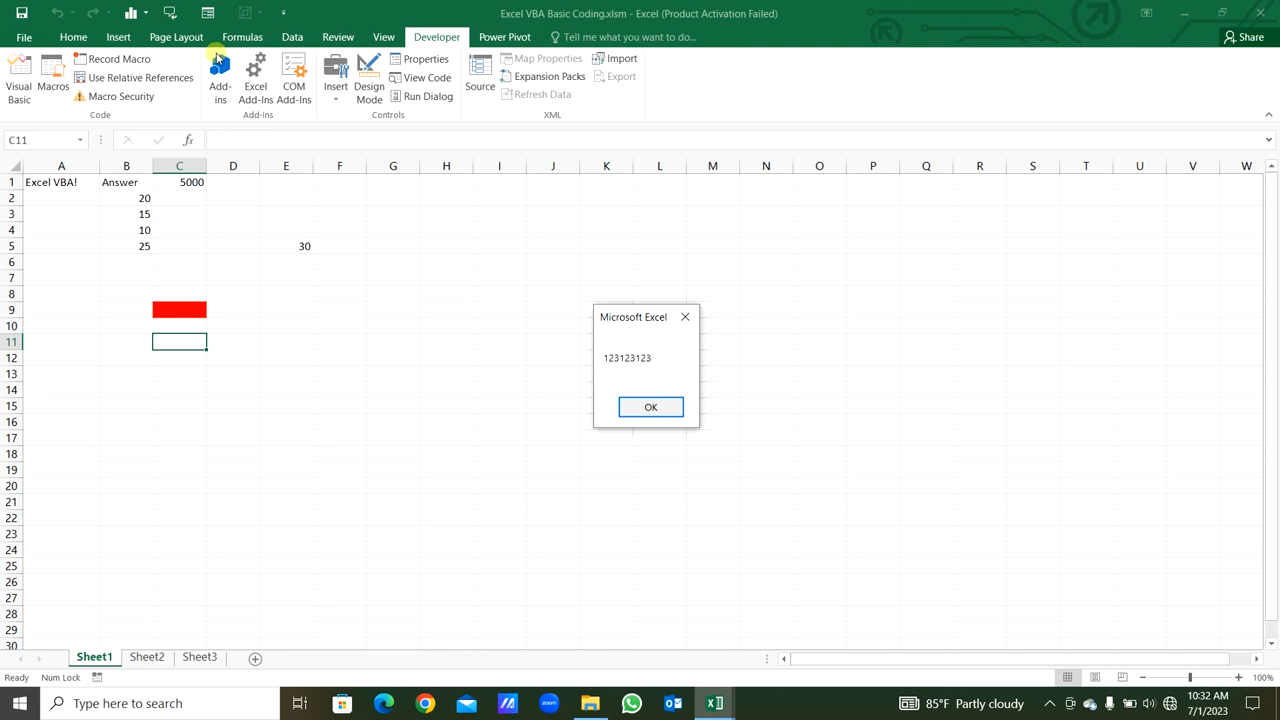 Excel VBA Basic Coding.xlsm - Excel (Product Activation Failed)
File Home Insert Page Layout Formulas Data Review View Developer Power Pivot Tell me what you want to do... Share
Visual Basic
Macros
Record Macro
Use Relative References
Macro Security
Code
Add-ins
Excel Add-Ins
COM Add-Ins
Add-Ins
Insert
Design Mode
Properties
View Code
Run Dialog
Controls
Source
Map Properties
Expansion Packs
Refresh Data
Import
Export
XML
C11 fx
A B C D E F G H I J K L M N O P Q R S T U V W
1 Excel VBA! Answer 5000
2 20
3 15
4 10
5 25 30
6
7
8
9
10
11
12
13
14
15
16
17
18
19
20
21
22
23
24
25
26
27
28
29
30
Microsoft Excel
123123123
OK
Sheet1 Sheet2 Sheet3
Ready Num Lock 100%
Type here to search
zoom
85°F Partly cloudy
10:32 AM
7/1/2023